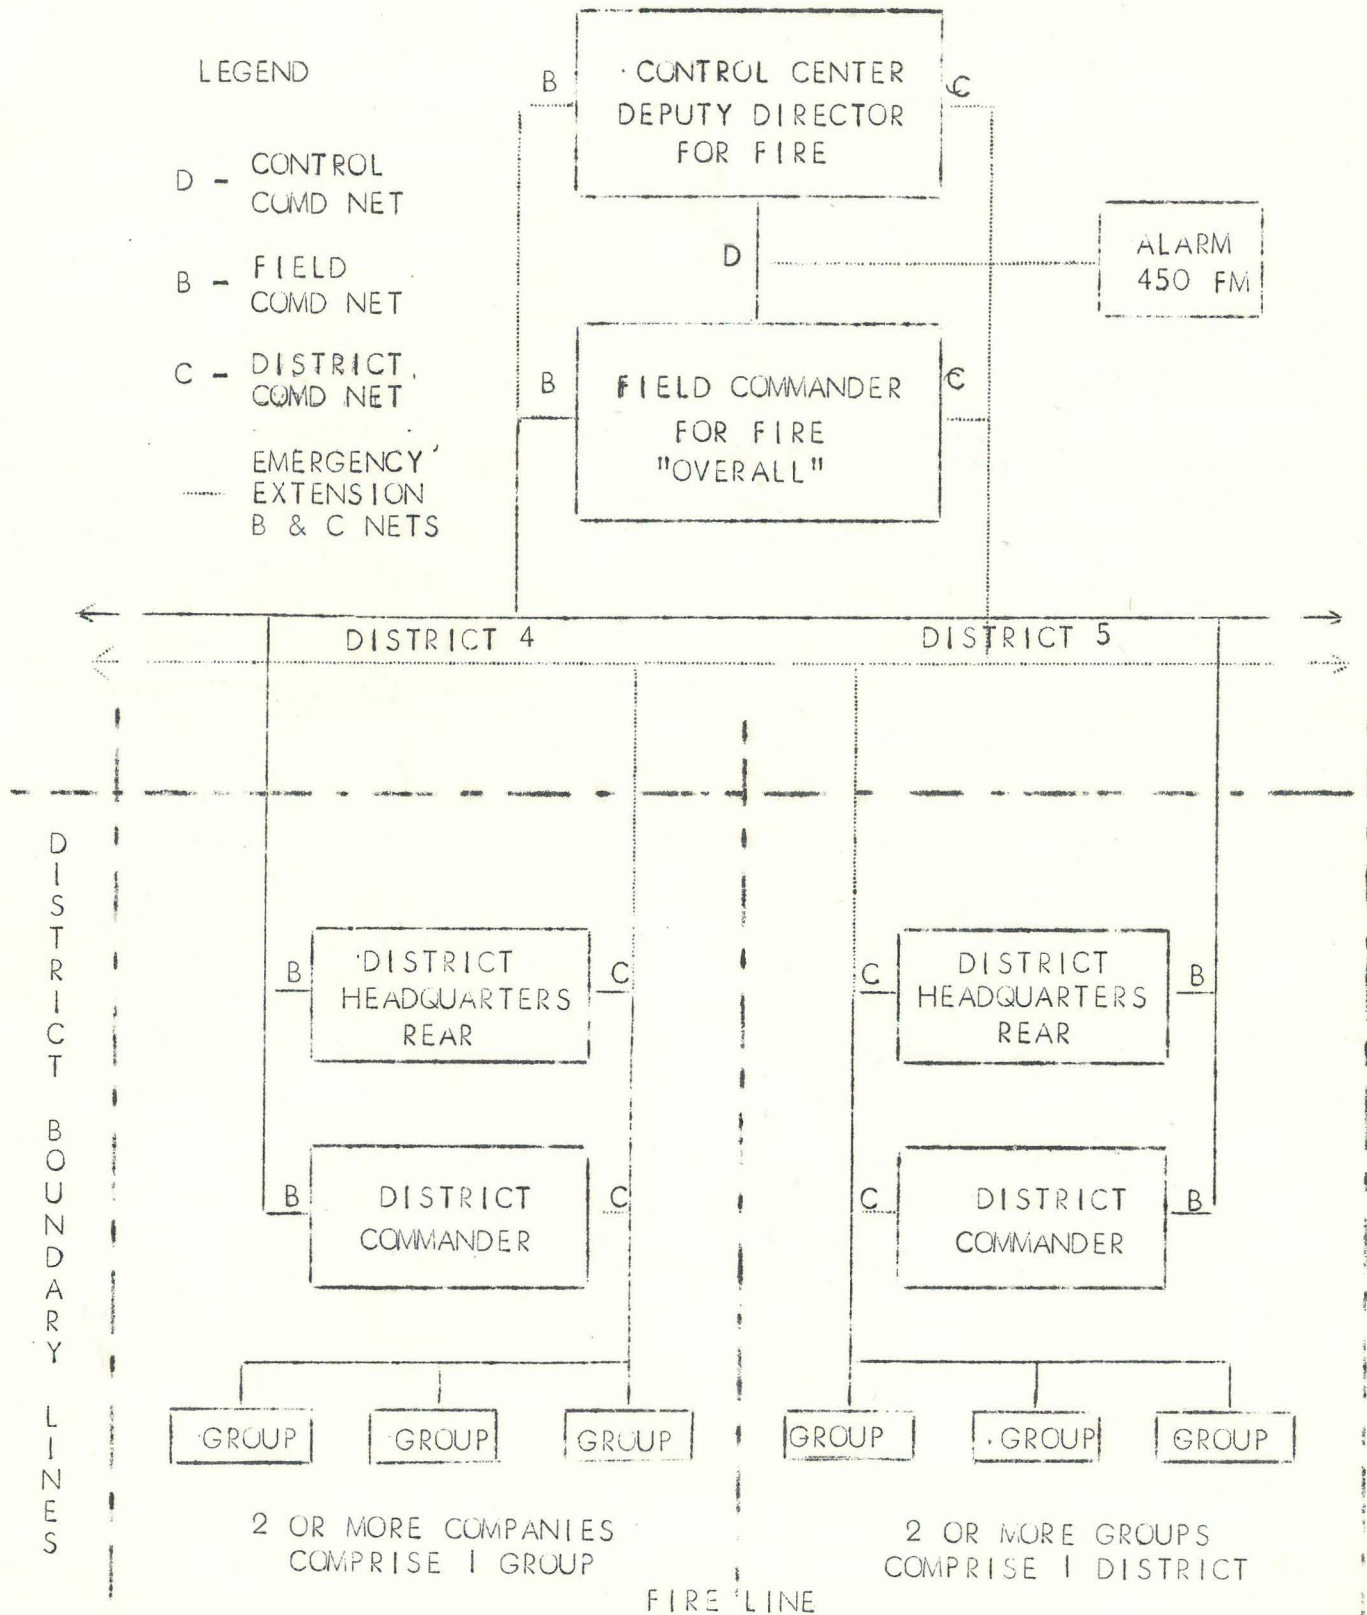 LEGEND
D - CONTROL
COMD NET
B - FIELD
COMD NET
C - DISTRICT
COMD NET
EMERGENCY
EXTENSION
B & C NETS
B
CONTROL CENTER
DEPUTY DIRECTOR
FOR FIRE
C
D
ALARM
450 FM
B
FIELD COMMANDER
FOR FIRE
"OVERALL"
C
DISTRICT 4
DISTRICT 5
DISTRICT BOUNDARY LINES
B
DISTRICT
HEADQUARTERS
REAR
C
C
DISTRICT
HEADQUARTERS
REAR
B
B
DISTRICT
COMMANDER
C
C
DISTRICT
COMMANDER
B
GROUP
GROUP
GROUP
GROUP
GROUP
GROUP
2 OR MORE COMPANIES
COMPRISE 1 GROUP
2 OR MORE GROUPS
COMPRISE 1 DISTRICT
FIRE LINE